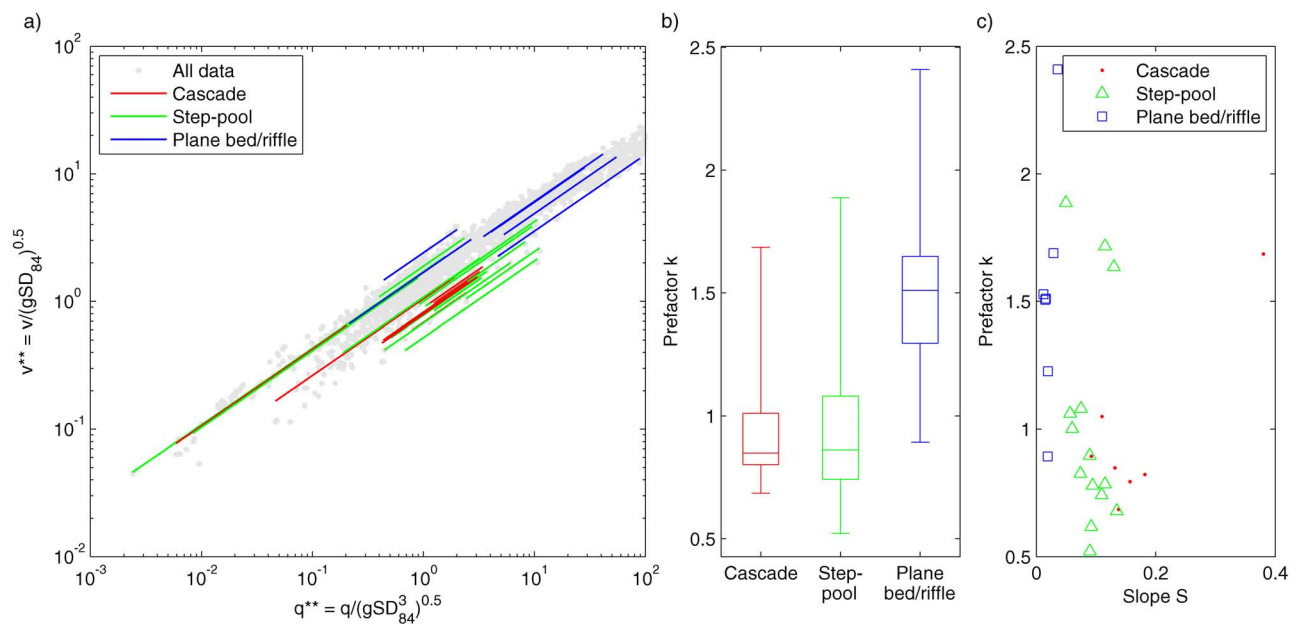 a)
10^2
10^1
10^0
10^-1
10^-2
v** = v/(gSD_84)^0.5
All data
Cascade
Step-pool
Plane bed/riffle
10^-3
10^-2
10^-1
10^0
10^1
10^2
q** = q/(gSD_84^3)^0.5
b)
2.5
2
1.5
1
0.5
Prefactor k
Cascade
Step-
pool
Plane
bed/riffle
c)
2.5
2
1.5
1
0.5
Prefactor k
Cascade
Step-pool
Plane bed/riffle
0
0.2
0.4
Slope S